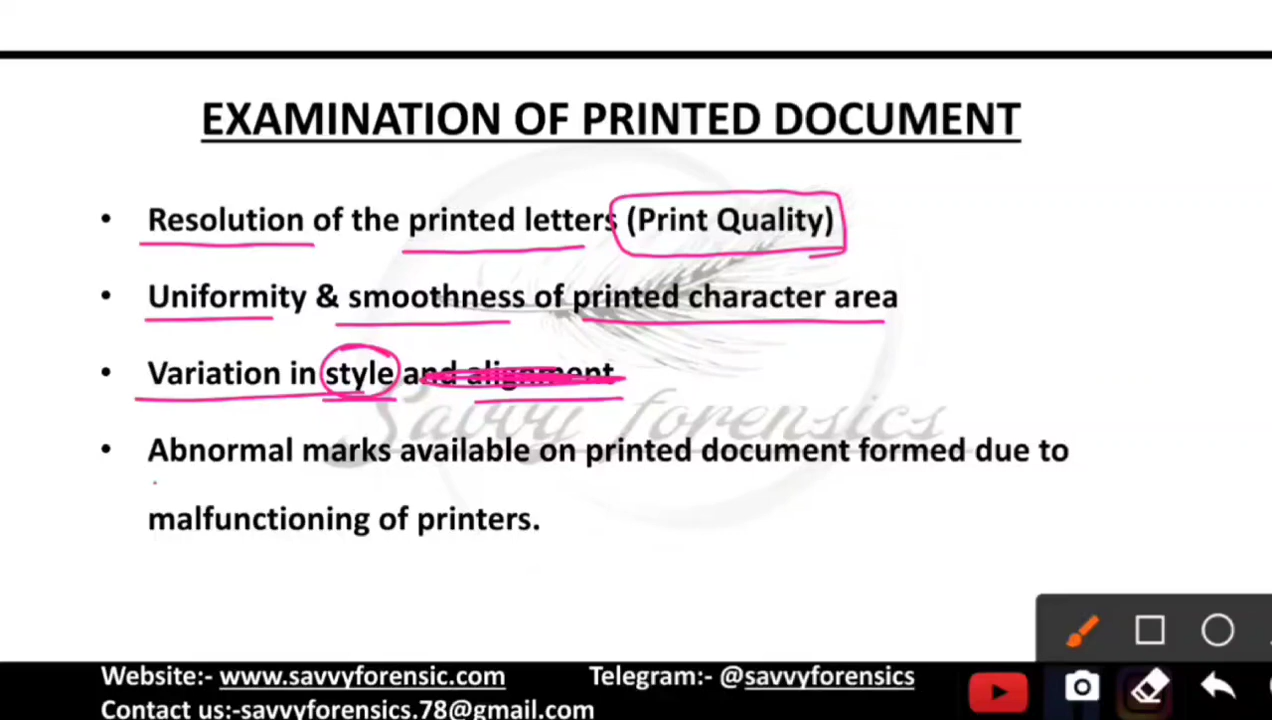 EXAMINATION OF PRINTED DOCUMENT
• Resolution of the printed letters (Print Quality)
• Uniformity & smoothness of printed character area
• Variation in style and alignment
Savvy forensics
• Abnormal marks available on printed document formed due to
malfunctioning of printers.
Website:- www.savvyforensic.com Telegram:- @savvyforensics
Contact us:-savvyforensics.78@gmail.com